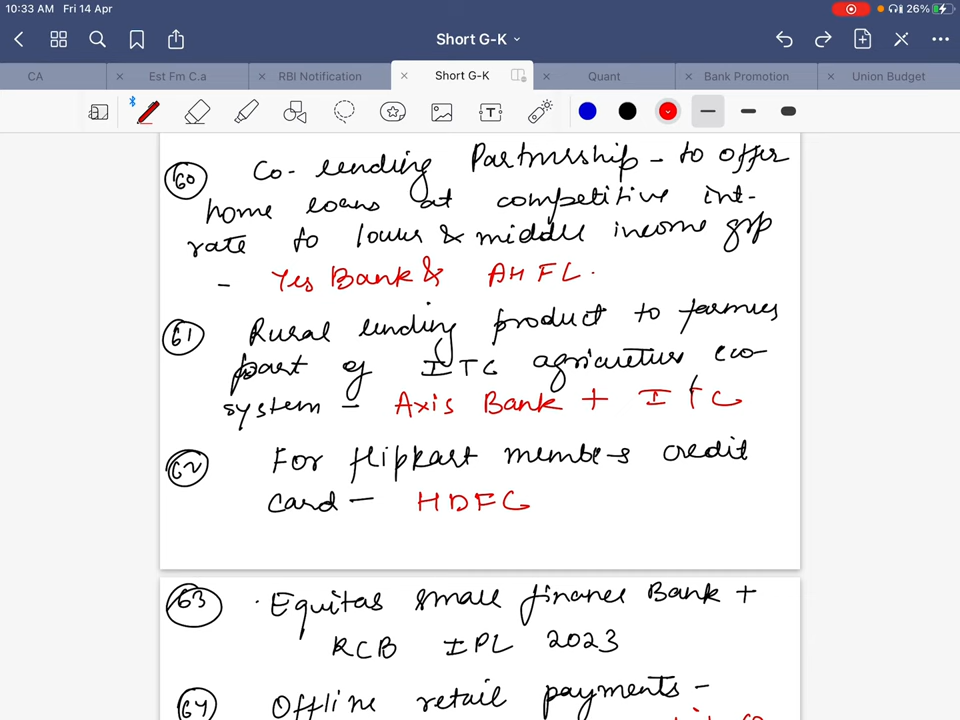 10:33 AM Fri 14 Apr
26%
Short G-K
CA
Est Fm C.a
RBI Notification
Short G-K
Quant
Bank Promotion
Union Budget
60 Co-lending Partnership - to offer
home loans at competitive int-
rate to lower & middle income grp
- Yes Bank & AHFL.
61 Rural lending product to farmers
part of ITC agriculture eco-
system - Axis Bank + ITC
62 For flipkart members credit
card - HDFC
63 Equitas small finance Bank +
RCB IPL 2023
64 Offline retail payments -